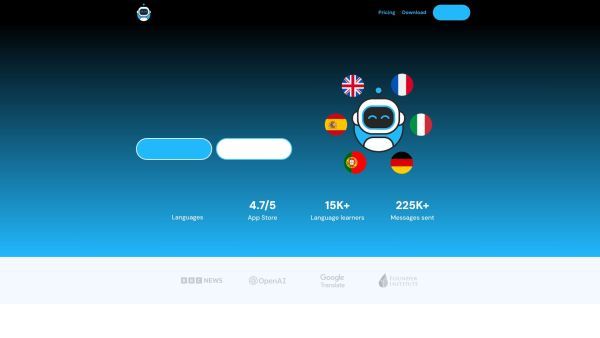 Pricing
Download
4.7/5
15K+
225K+
Languages
App Store
Language learners
Messages sent
BBC NEWS
OpenAI
Google
Translate
FOUNDER
INSTITUTE